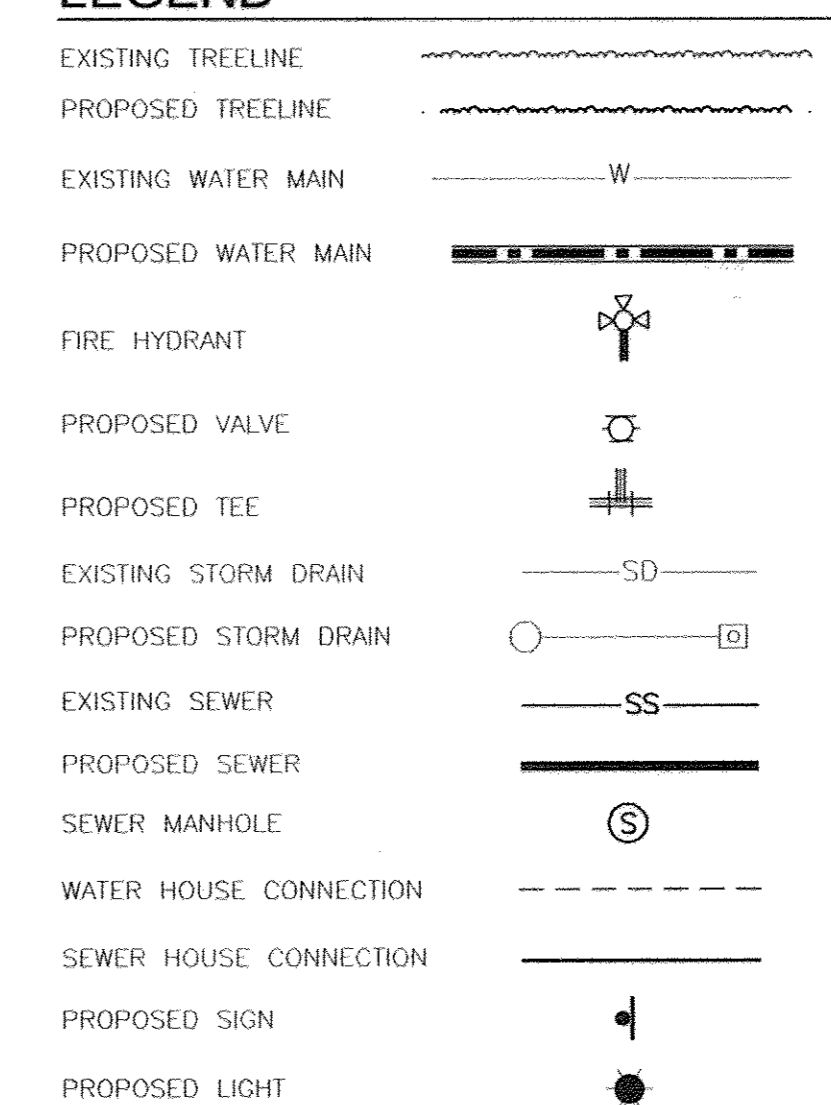 LEGEND
EXISTING TREELINE
PROPOSED TREELINE
EXISTING WATER MAIN W
PROPOSED WATER MAIN
FIRE HYDRANT
PROPOSED VALVE
PROPOSED TEE
EXISTING STORM DRAIN SD
PROPOSED STORM DRAIN
EXISTING SEWER SS
PROPOSED SEWER
SEWER MANHOLE S
WATER HOUSE CONNECTION
SEWER HOUSE CONNECTION
PROPOSED SIGN
PROPOSED LIGHT